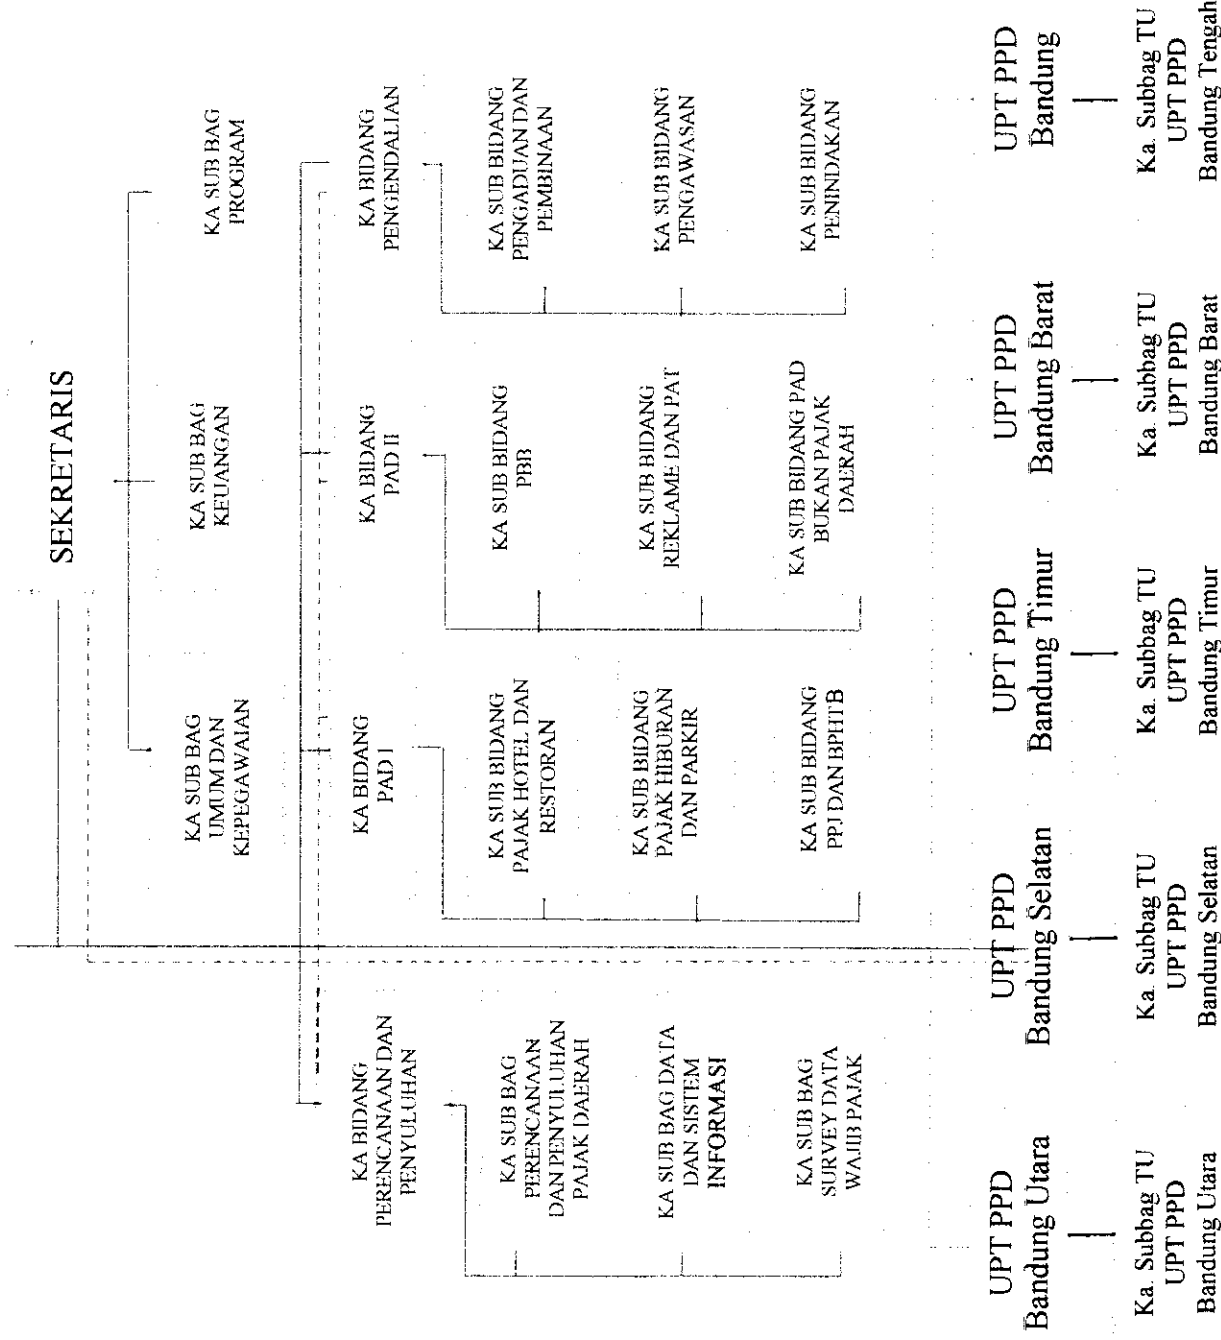 SEKRETARIS
KA SUB BAG
UMUM DAN
KEPEGAWAIAN
KA SUB BAG
KEUANGAN
KA SUB BAG
PROGRAM
KA BIDANG
PERENCANAAN DAN
PENYULUHAN
KA BIDANG
PAD I
KA BIDANG
PAD II
KA BIDANG
PENGENDALIAN
KA SUB BAG
PERENCANAAN
DAN PENYULUHAN
PAJAK DAERAH
KA SUB BIDANG
PAJAK HOTEL DAN
RESTORAN
KA SUB BIDANG
PBB
KA SUB BIDANG
PENGADUAN DAN
PEMBINAAN
KA SUB BAG DATA
DAN SISTEM
INFORMASI
KA SUB BIDANG
PAJAK HIBURAN
DAN PARKIR
KA SUB BIDANG
REKLAME DAN PAT
KA SUB BIDANG
PENGAWASAN
KA SUB BAG
SURVEY DATA
WAJIB PAJAK
KA SUB BIDANG
PPJ DAN BPHTB
KA SUB BIDANG PAD
BUKAN PAJAK
DAERAH
KA SUB BIDANG
PENINDAKAN
UPT PPD
Bandung Utara
UPT PPD
Bandung Selatan
UPT PPD
Bandung Timur
UPT PPD
Bandung Barat
UPT PPD
Bandung
Ka. Subbag TU
UPT PPD
Bandung Utara
Ka. Subbag TU
UPT PPD
Bandung Selatan
Ka. Subbag TU
UPT PPD
Bandung Timur
Ka. Subbag TU
UPT PPD
Bandung Barat
Ka. Subbag TU
UPT PPD
Bandung Tengah